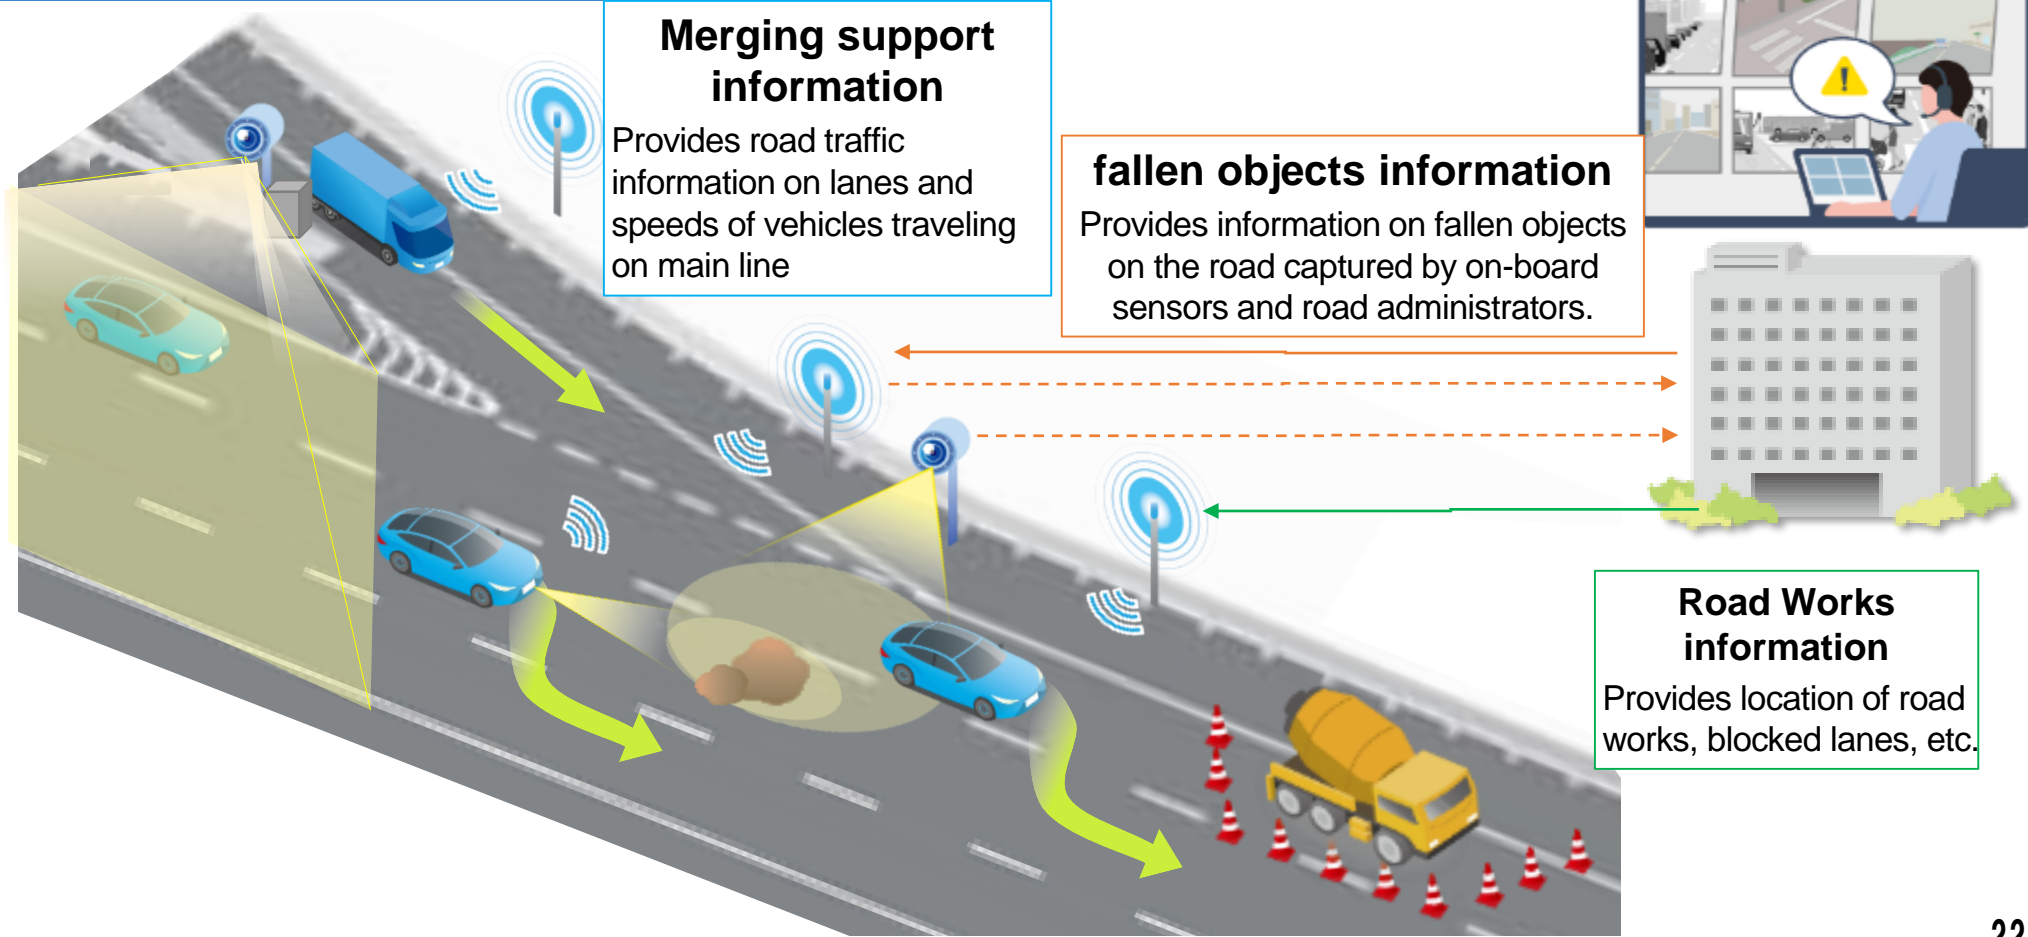 Merging support
information
Provides road traffic
information on lanes and
speeds of vehicles traveling
on main line
fallen objects information
Provides information on fallen objects
on the road captured by on-board
sensors and road administrators.
Road Works
information
Provides location of road
works, blocked lanes, etc.
22